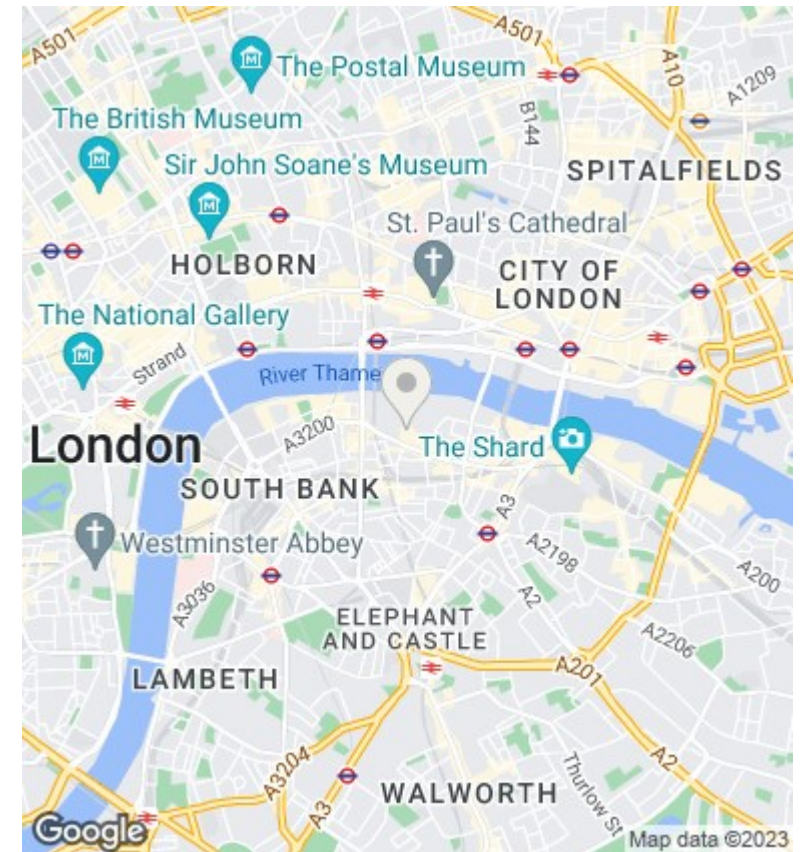 A501
A501
A10
The Postal Museum
A1209
B144
The British Museum
SPITALFIELDS
Sir John Soane's Museum
St. Paul's Cathedral
HOLBORN
CITY OF
LONDON
The National Gallery
Strand
River Thame
A3200
London
The Shard
SOUTH BANK
A3
Westminster Abbey
A2198
A200
A3036
A2
ELEPHANT
AND CASTLE
A2206
LAMBETH
A201
A3204
A2
A3
WALWORTH
Thurlow St
Google
Map data ©2023